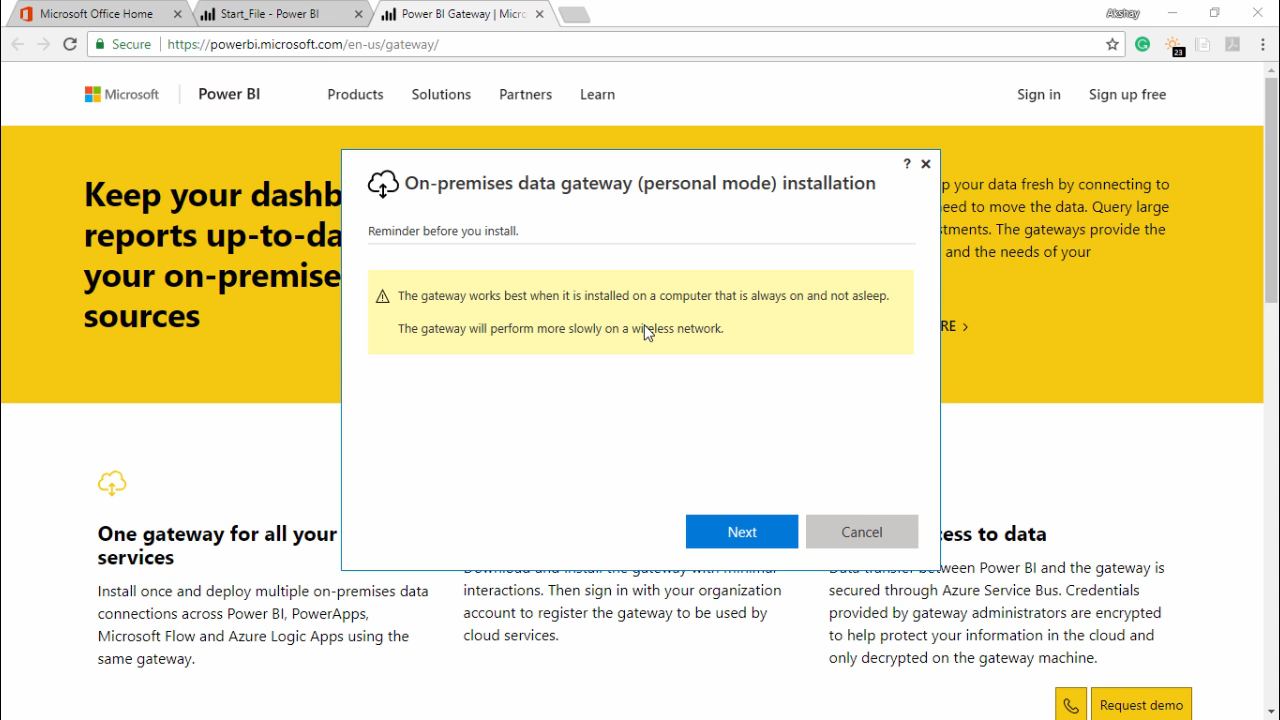 Microsoft Office Home
Start_File - Power BI
Power BI Gateway | Micr
Akshay
Secure
https://powerbi.microsoft.com/en-us/gateway/
23
Microsoft
Power BI
Products
Solutions
Partners
Learn
Sign in
Sign up free
Keep your dashb
reports up-to-da
your on-premise
sources
p your data fresh by connecting to
eed to move the data. Query large
stments. The gateways provide the
and the needs of your
RE >
? ×
On-premises data gateway (personal mode) installation
Reminder before you install.
The gateway works best when it is installed on a computer that is always on and not asleep.
The gateway will perform more slowly on a wireless network.
Next
Cancel
One gateway for all your
services
Install once and deploy multiple on-premises data
connections across Power BI, PowerApps,
Microsoft Flow and Azure Logic Apps using the
same gateway.
Download and install the gateway with minimal
interactions. Then sign in with your organization
account to register the gateway to be used by
cloud services.
cess to data
Data transfer between Power BI and the gateway is
secured through Azure Service Bus. Credentials
provided by gateway administrators are encrypted
to help protect your information in the cloud and
only decrypted on the gateway machine.
Request demo